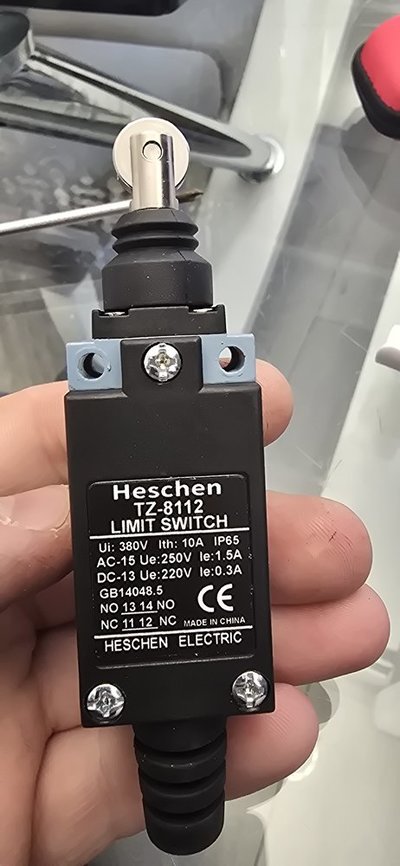 Heschen
TZ-8112
LIMIT SWITCH
Ui: 380V Ith: 10A IP65
AC-15 Ue:250V Ie:1.5A
DC-13 Ue:220V Ie:0.3A
GB14048.5
NO 13 14 NO
NC 11 12 NC
CE
MADE IN CHINA
HESCHEN ELECTRIC